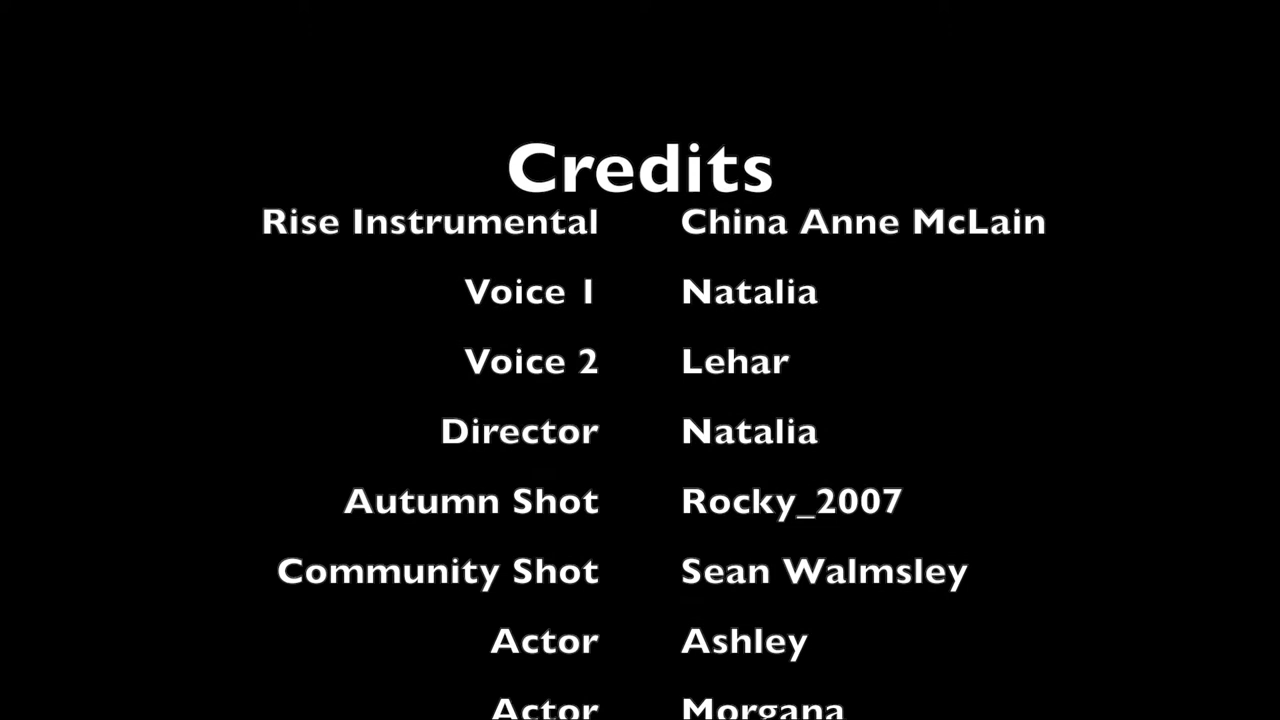 Credits
Rise Instrumental China Anne McLain
Voice 1 Natalia
Voice 2 Lehar
Director Natalia
Autumn Shot Rocky_2007
Community Shot Sean Walmsley
Actor Ashley
Actor Morgana